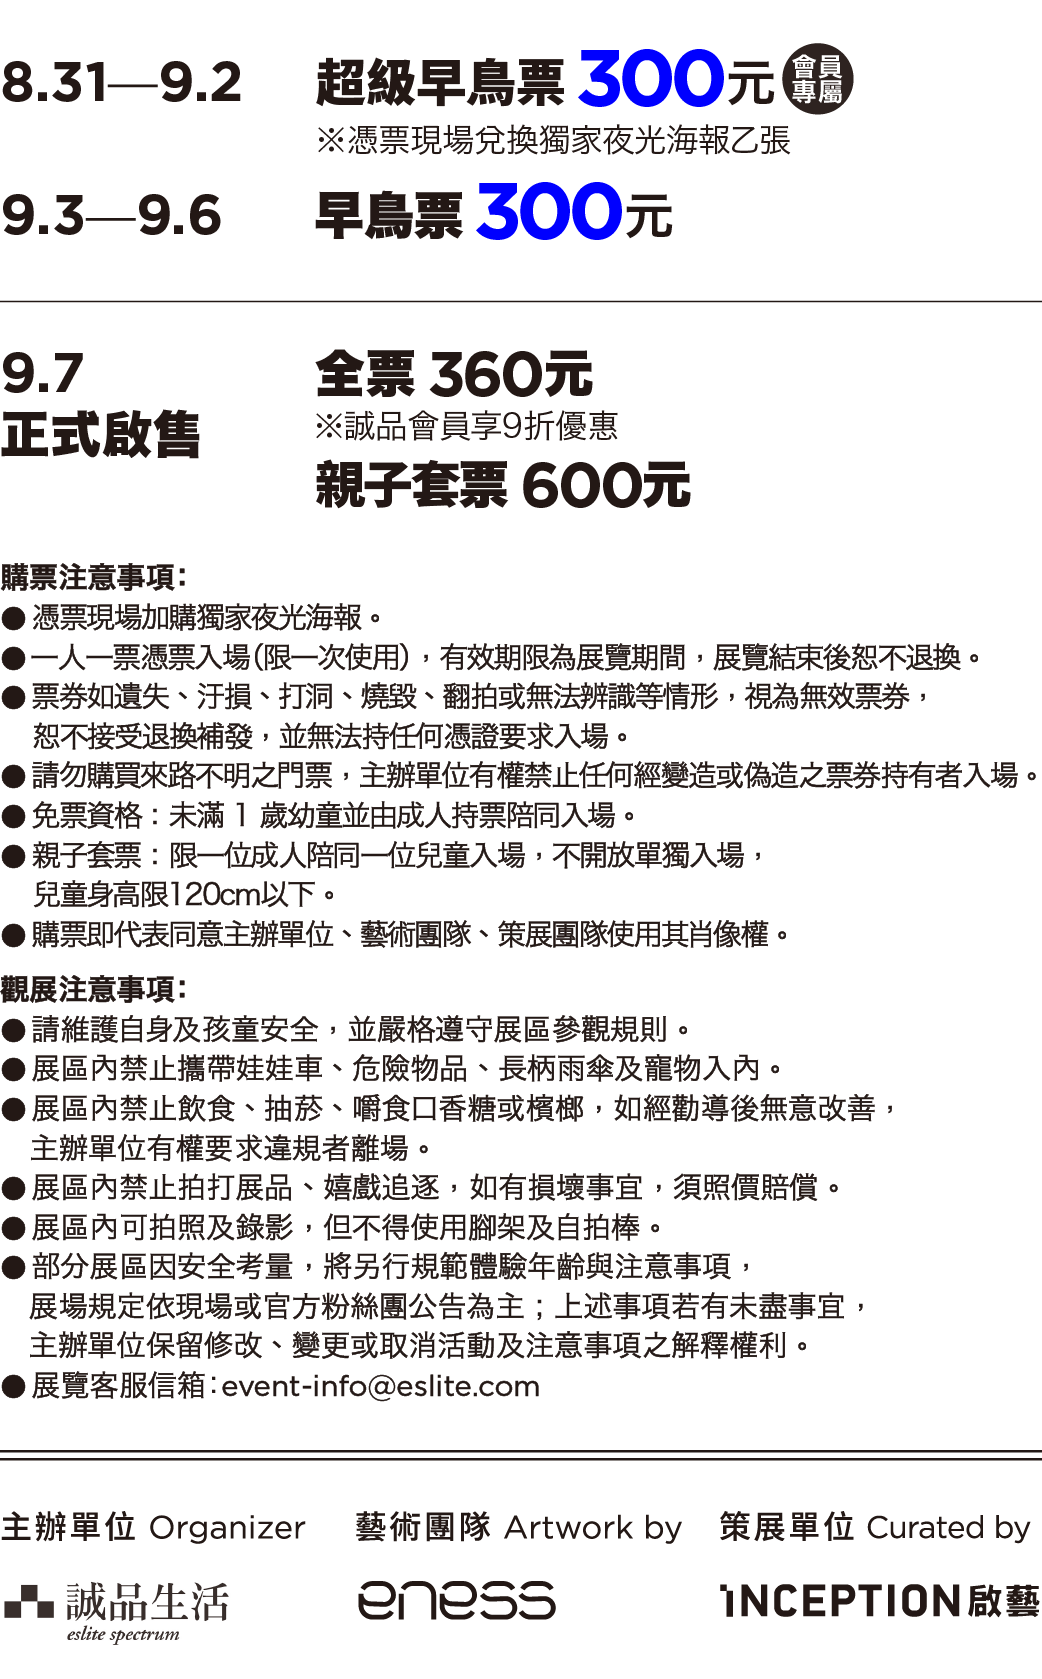 8.31—9.2 超級早鳥票 300元 會員專屬
※憑票現場兌換獨家夜光海報乙張
9.3—9.6 早鳥票 300元
9.7 全票 360元
正式啟售
※誠品會員享9折優惠
親子套票 600元
購票注意事項：
● 憑票現場加購獨家夜光海報。
● 一人一票憑票入場（限一次使用），有效期限為展覽期間，展覽結束後恕不退換。
● 票券如遺失、汙損、打洞、燒毀、翻拍或無法辨識等情形，視為無效票券，
恕不接受退換補發，並無法持任何憑證要求入場。
● 請勿購買來路不明之門票，主辦單位有權禁止任何經變造或偽造之票券持有者入場。
● 免票資格：未滿 1 歲幼童並由成人持票陪同入場。
● 親子套票：限一位成人陪同一位兒童入場，不開放單獨入場，
兒童身高限120cm以下。
● 購票即代表同意主辦單位、藝術團隊、策展團隊使用其肖像權。
觀展注意事項：
● 請維護自身及孩童安全，並嚴格遵守展區參觀規則。
● 展區內禁止攜帶娃娃車、危險物品、長柄雨傘及寵物入內。
● 展區內禁止飲食、抽菸、嚼食口香糖或檳榔，如經勸導後無意改善，
主辦單位有權要求違規者離場。
● 展區內禁止拍打展品、嬉戲追逐，如有損壞事宜，須照價賠償。
● 展區內可拍照及錄影，但不得使用腳架及自拍棒。
● 部分展區因安全考量，將另行規範體驗年齡與注意事項，
展場規定依現場或官方粉絲團公告為主；上述事項若有未盡事宜，
主辦單位保留修改、變更或取消活動及注意事項之解釋權利。
● 展覽客服信箱：event-info@eslite.com
主辦單位 Organizer 藝術團隊 Artwork by 策展單位 Curated by
誠品生活 eness INCEPTION 啟藝
eslite spectrum